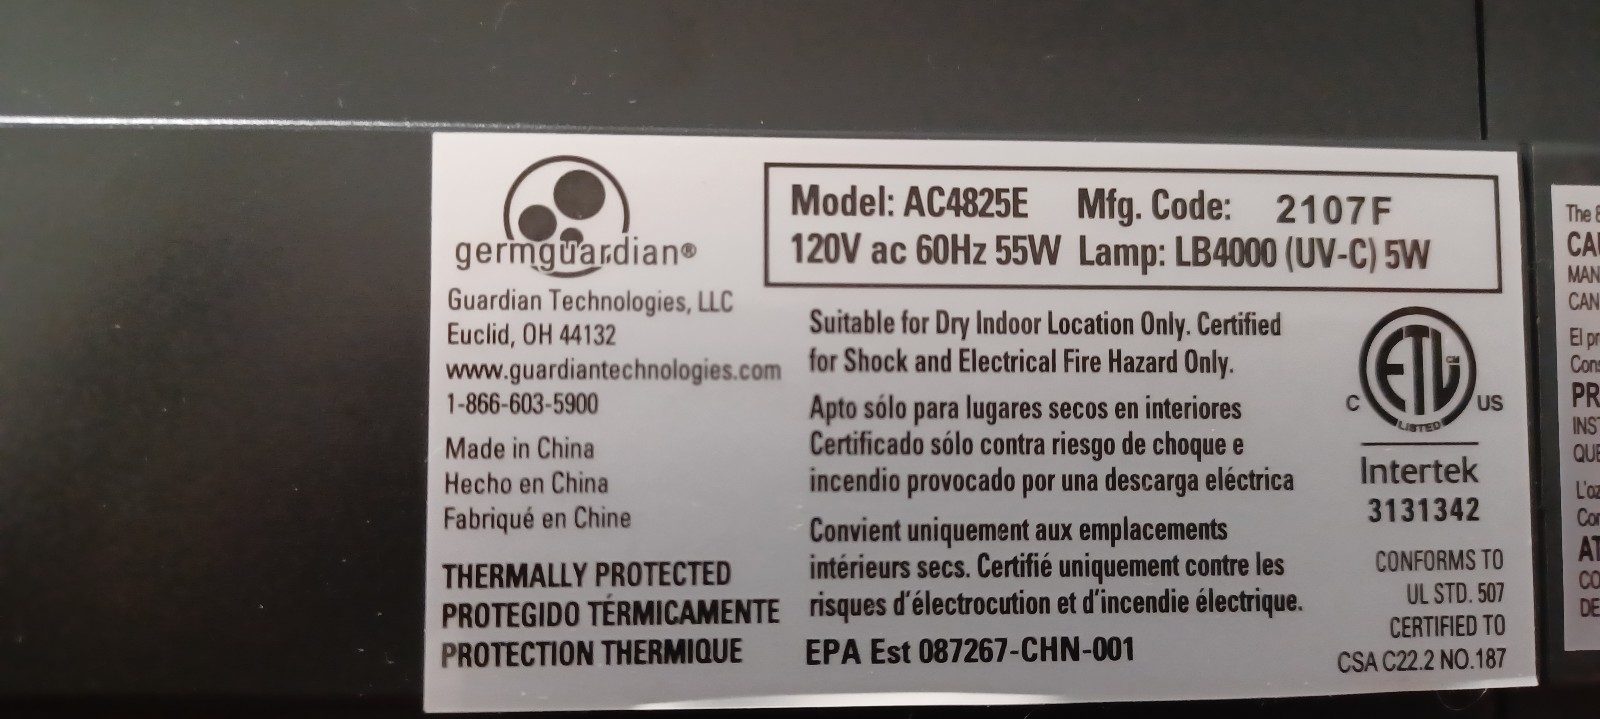 germguardian®
Guardian Technologies, LLC
Euclid, OH 44132
www.guardiantechnologies.com
1-866-603-5900
Made in China
Hecho en China
Fabriqué en Chine
THERMALLY PROTECTED
PROTEGIDO TÉRMICAMENTE
PROTECTION THERMIQUE
Model: AC4825E Mfg. Code: 2107F
120V ac 60Hz 55W Lamp: LB4000 (UV-C) 5W
Suitable for Dry Indoor Location Only. Certified
for Shock and Electrical Fire Hazard Only.
Apto sólo para lugares secos en interiores
Certificado sólo contra riesgo de choque e
incendio provocado por una descarga eléctrica
Convient uniquement aux emplacements
intérieurs secs. Certifié uniquement contre les
risques d'électrocution et d'incendie électrique.
EPA Est 087267-CHN-001
ETL CM
C LISTED US
Intertek
3131342
CONFORMS TO
UL STD. 507
CERTIFIED TO
CSA C22.2 NO.187
The
El